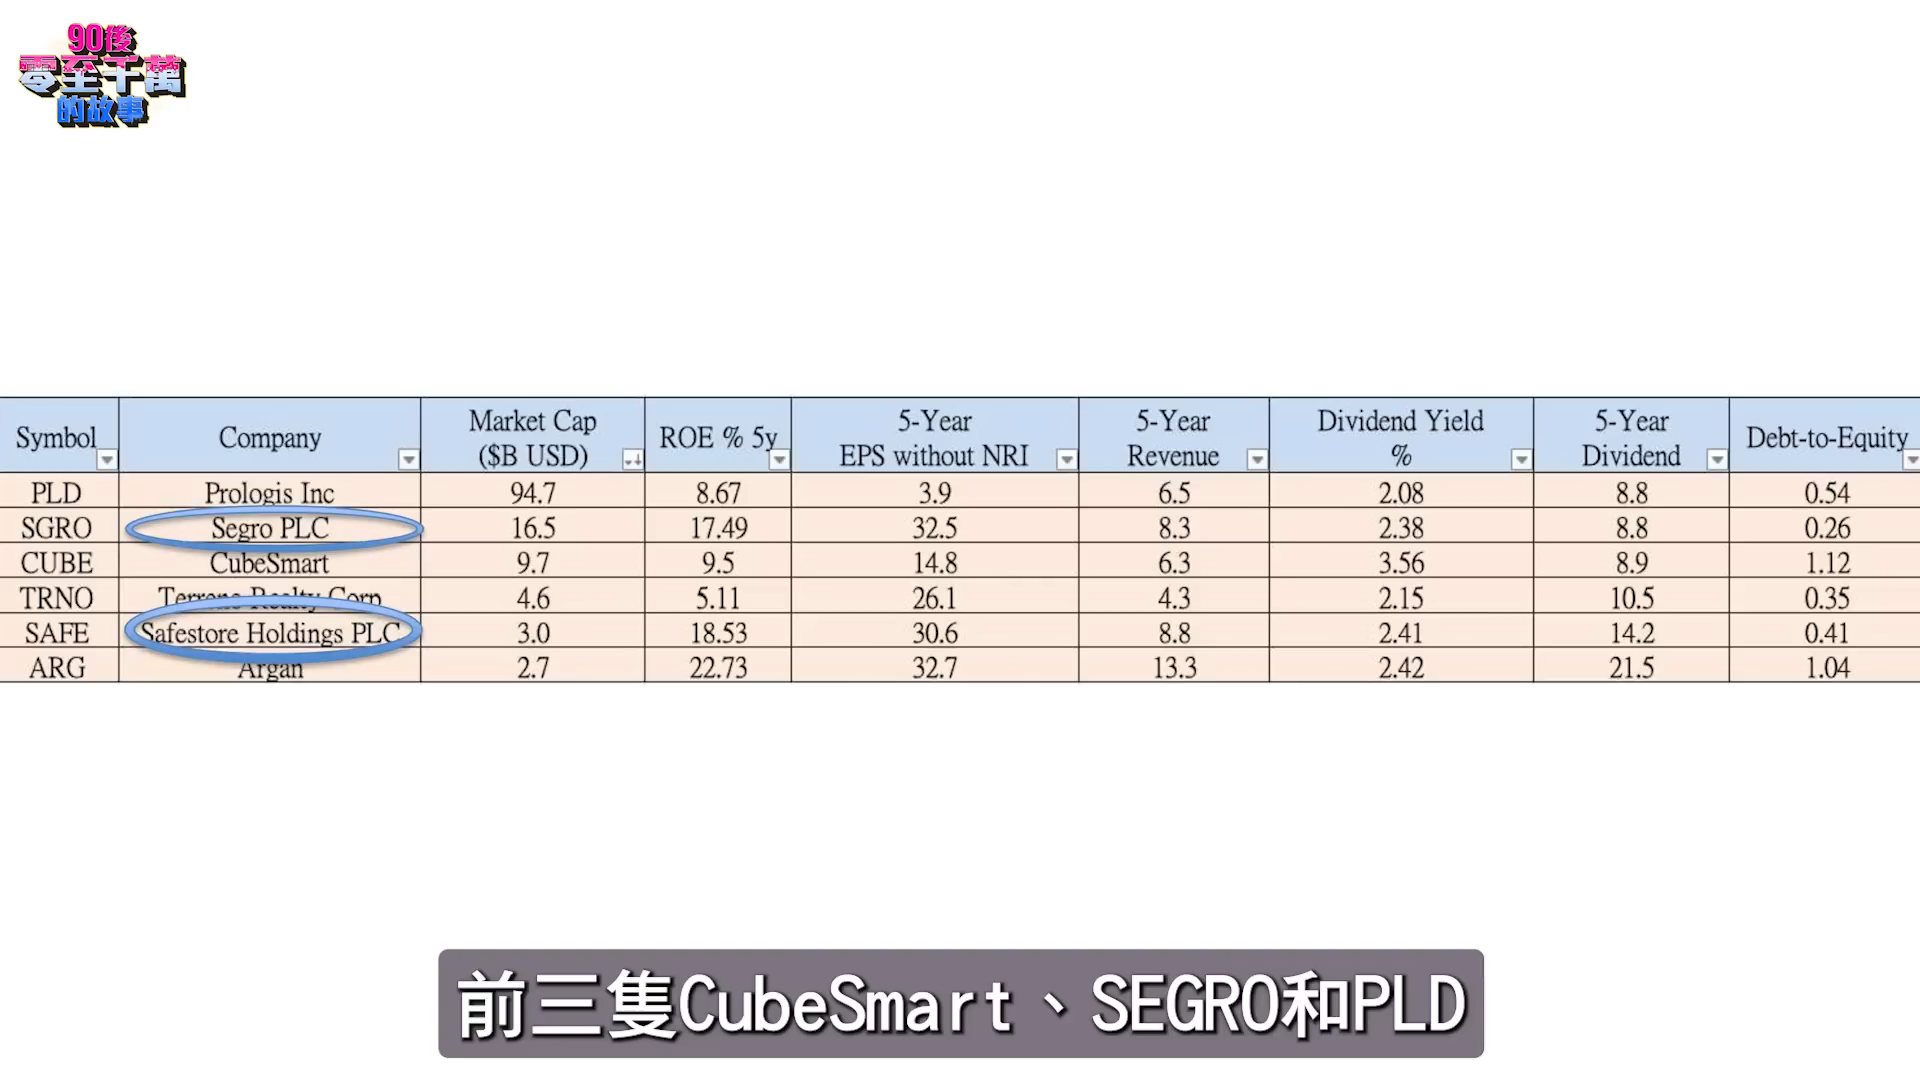 90後
零至千萬
的故事
Symbol Company Market Cap ($B USD) ROE % 5y 5-Year EPS without NRI 5-Year Revenue Dividend Yield % 5-Year Dividend Debt-to-Equity
PLD Prologis Inc 94.7 8.67 3.9 6.5 2.08 8.8 0.54
SGRO Segro PLC 16.5 17.49 32.5 8.3 2.38 8.8 0.26
CUBE CubeSmart 9.7 9.5 14.8 6.3 3.56 8.9 1.12
TRNO Terreno Realty Corp 4.6 5.11 26.1 4.3 2.15 10.5 0.35
SAFE Safestore Holdings PLC 3.0 18.53 30.6 8.8 2.41 14.2 0.41
ARG Argan 2.7 22.73 32.7 13.3 2.42 21.5 1.04
前三隻CubeSmart、SEGRO和PLD